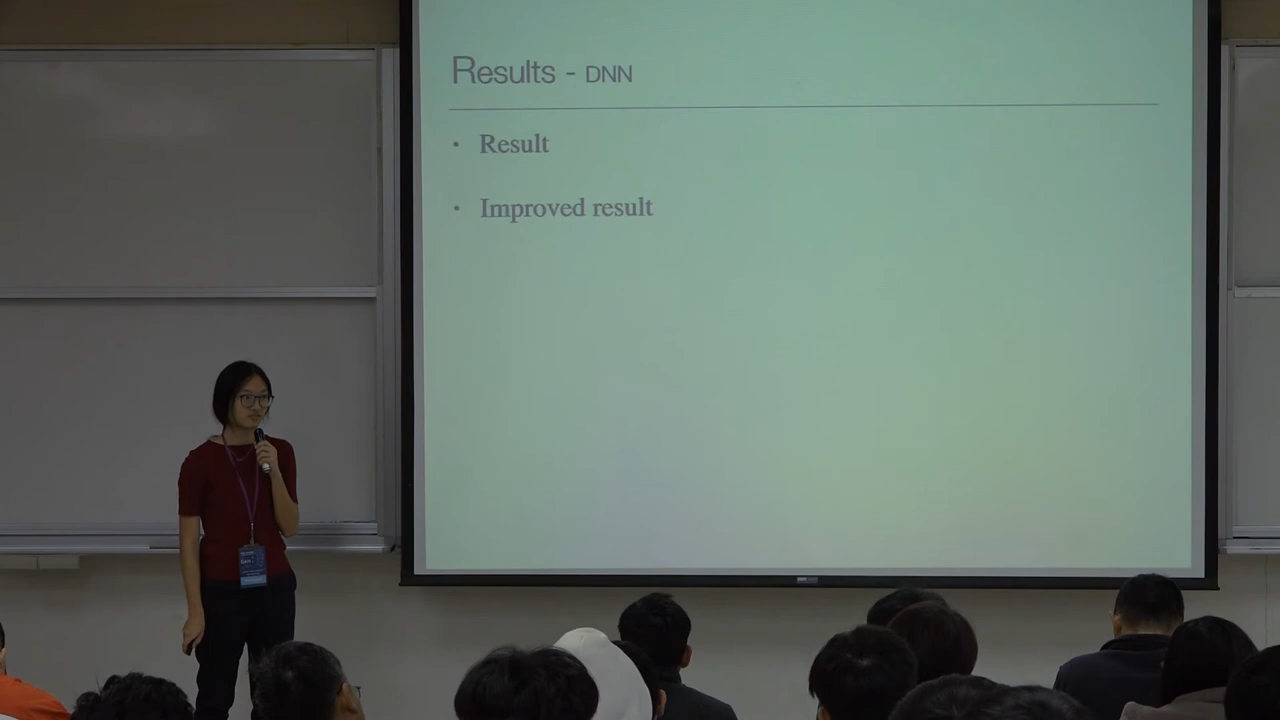 Results - DNN
• Result
• Improved result